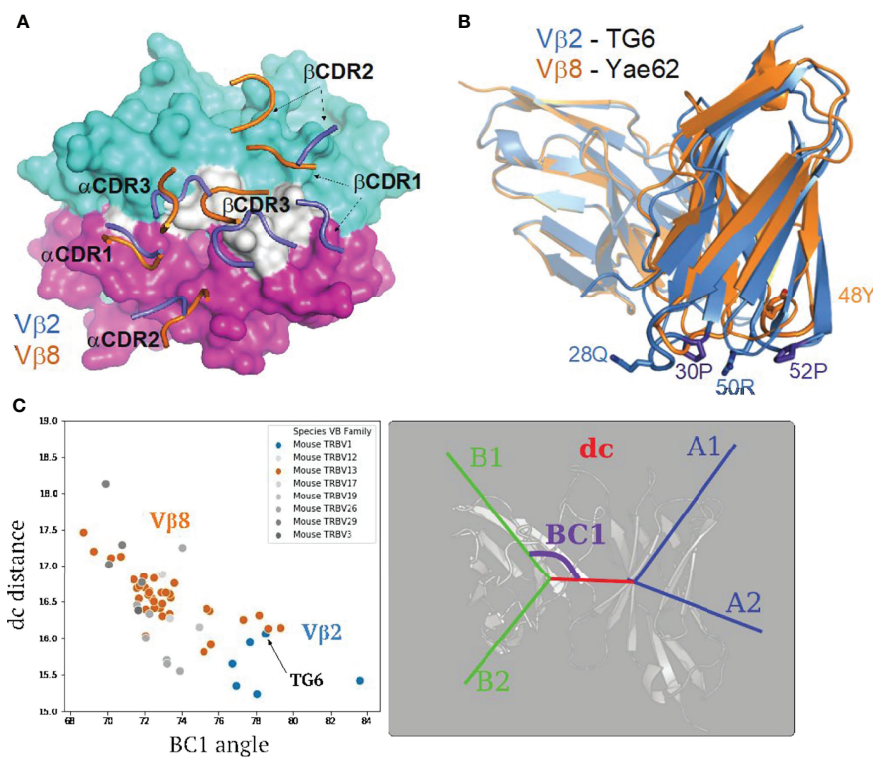 A
βCDR2
αCDR3
βCDR1
βCDR3
αCDR1
αCDR2
Vβ2
Vβ8
B
Vβ2 - TG6
Vβ8 - Yae62
48Y
28Q
30P
52P
50R
C
19.0
18.5
18.0
17.5
17.0
16.5
16.0
15.5
15.0
dc distance
Species VB Family
Mouse TRBV1
Mouse TRBV12
Mouse TRBV13
Mouse TRBV17
Mouse TRBV19
Mouse TRBV26
Mouse TRBV29
Mouse TRBV3
Vβ8
Vβ2
TG6
68 70 72 74 76 78 80 82 84
BC1 angle
B1
dc
A1
BC1
A2
B2